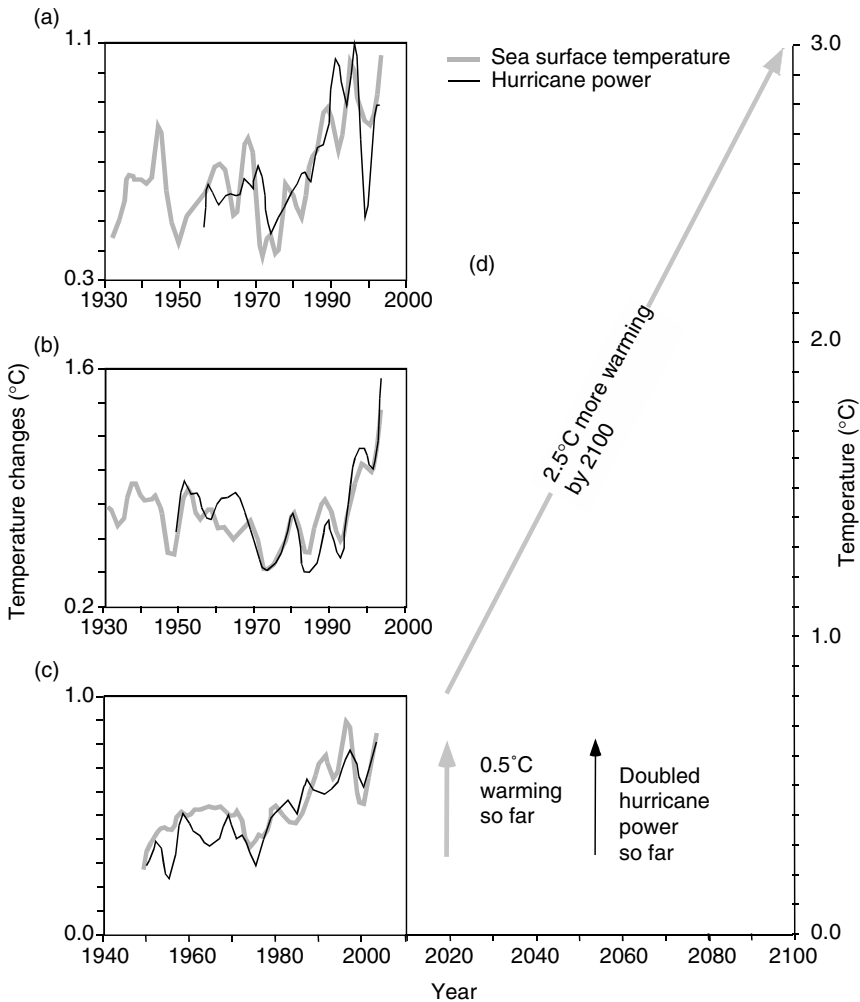 (a)
1.1
0.3
1930 1950 1970 1990 2000
Sea surface temperature
Hurricane power
(b)
1.6
0.2
1930 1950 1970 1990 2000
Temperature changes (°C)
(c)
1.0
0.0
1940 1960 1980 2000 2020 2040 2060 2080 2100
Year
(d)
2.5°C more warming
by 2100
0.5°C
warming
so far
Doubled
hurricane
power
so far
3.0
2.0
1.0
0.0
Temperature (°C)